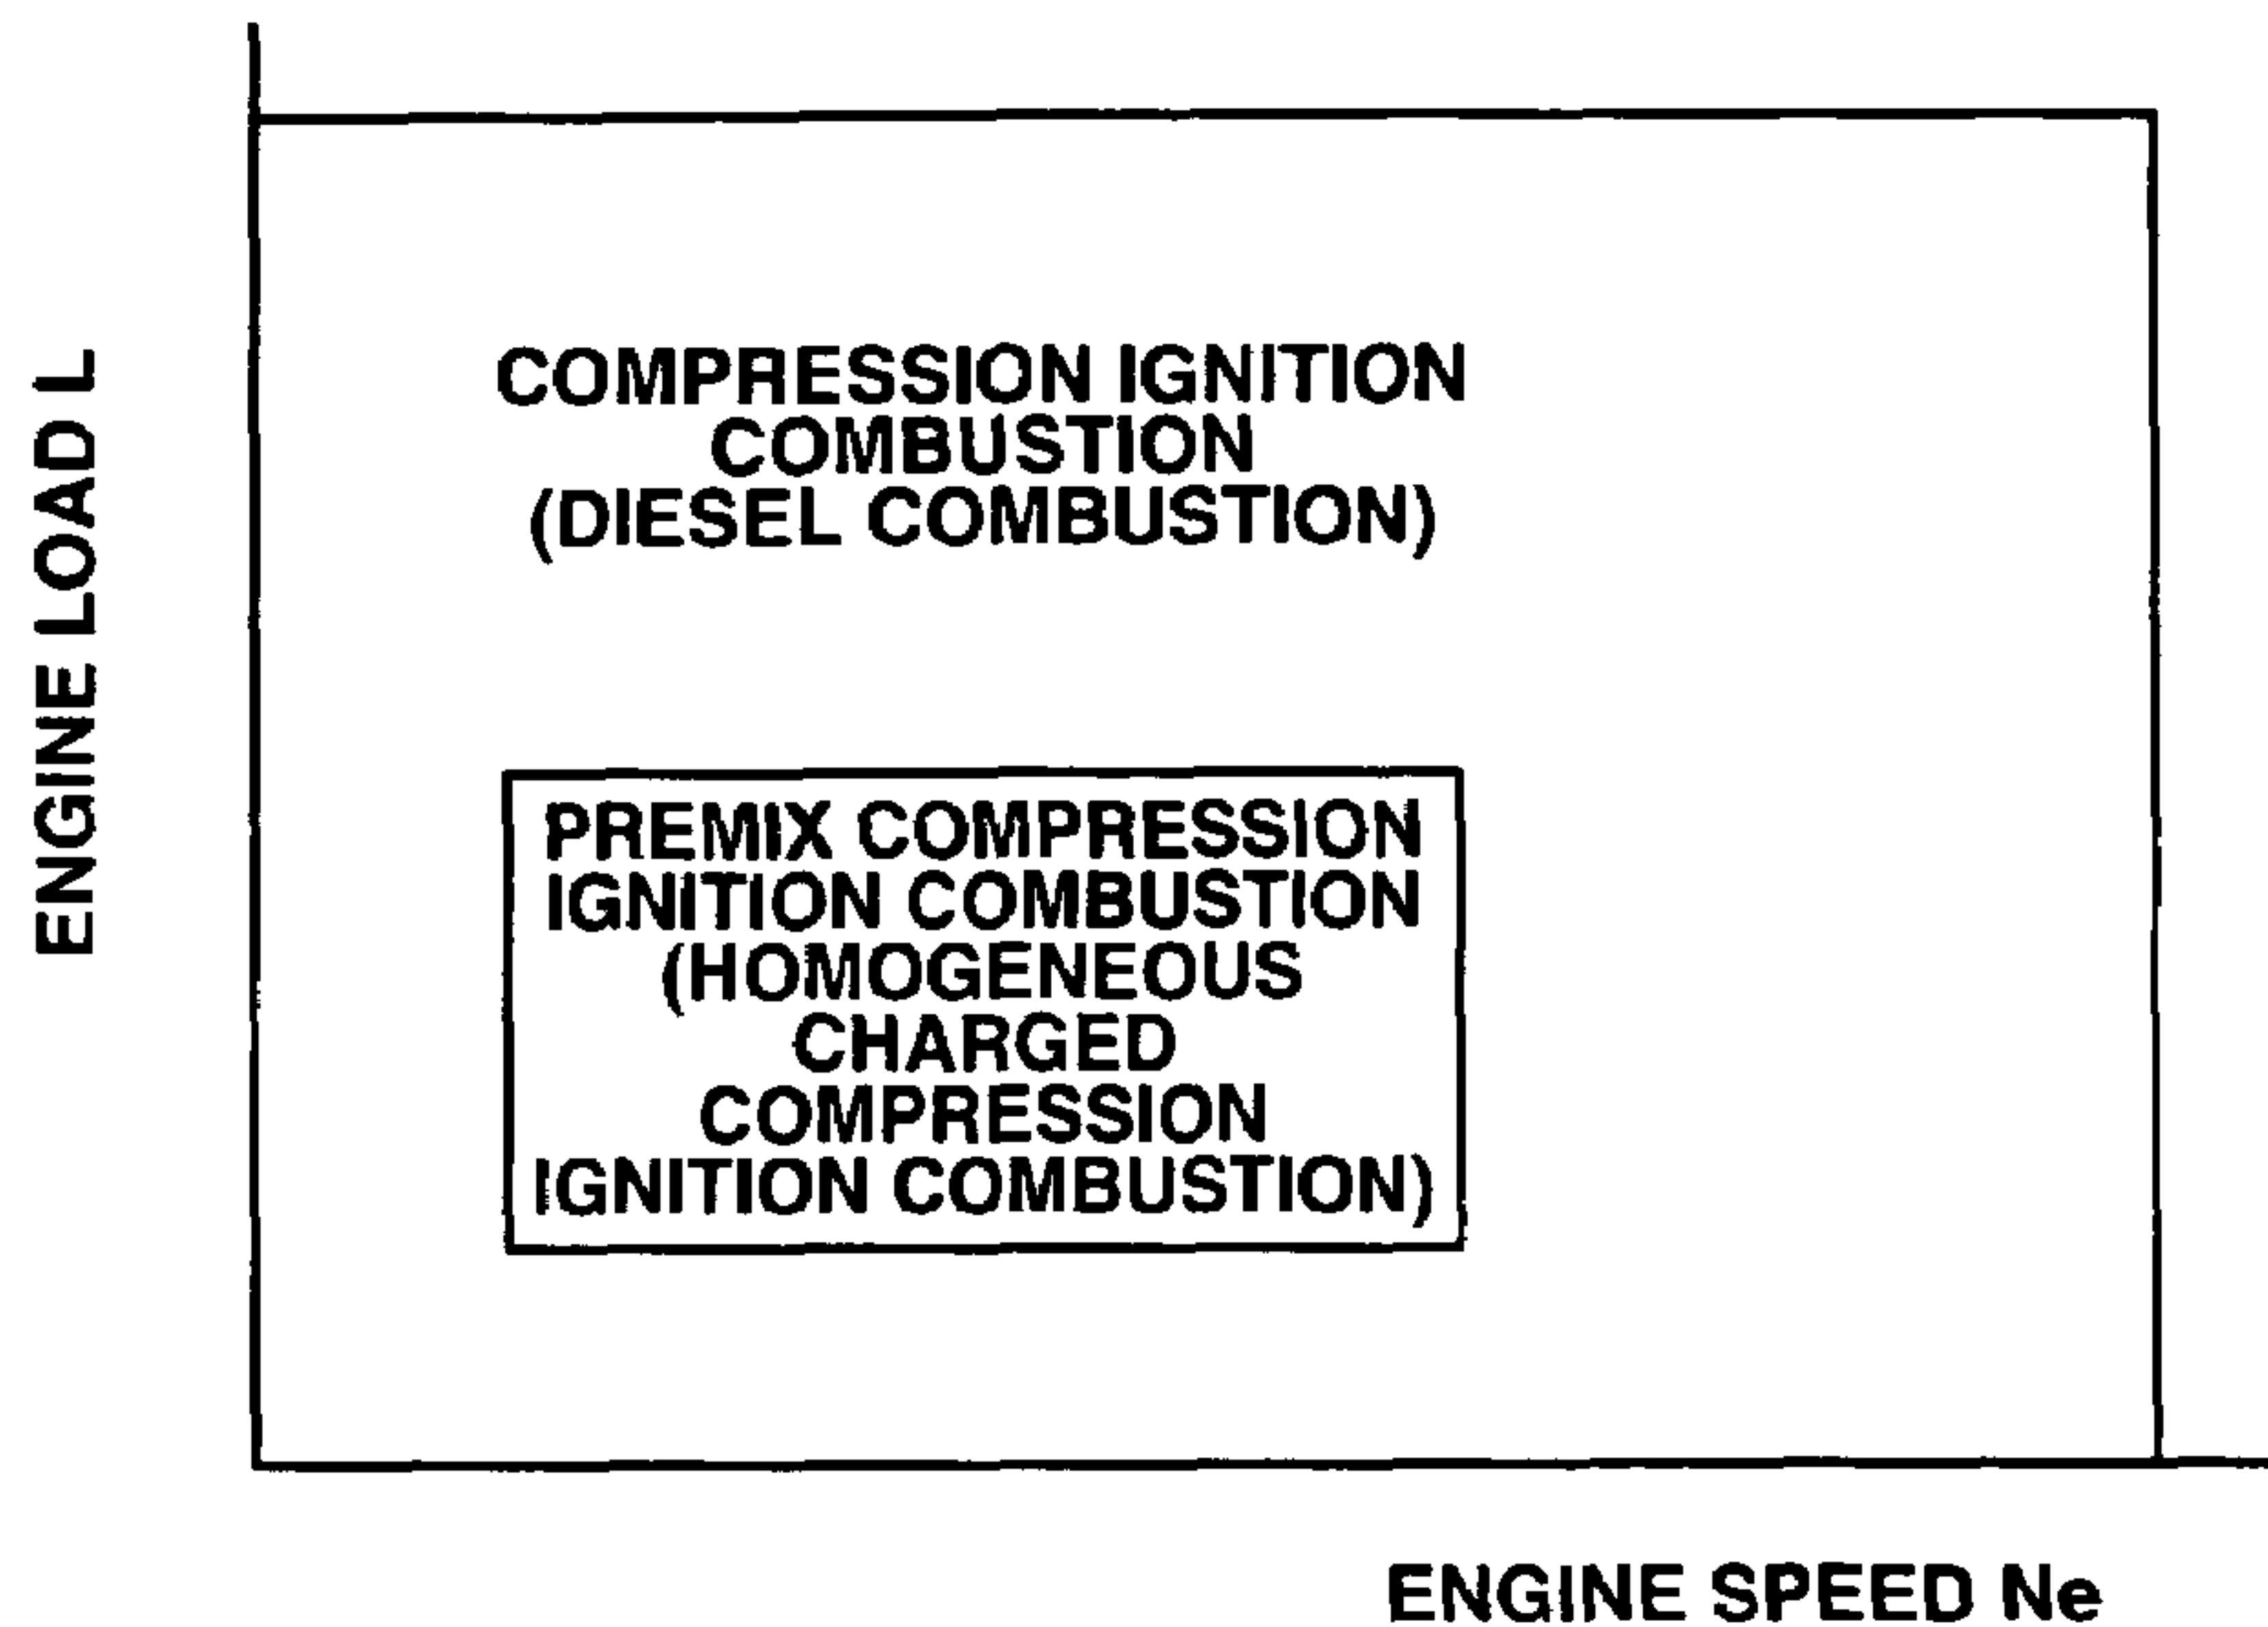 ENGINE LOAD L
COMPRESSION IGNITION
COMBUSTION
(DIESEL COMBUSTION)
PREMIX COMPRESSION
IGNITION COMBUSTION
(HOMOGENEOUS
CHARGED
COMPRESSION
IGNITION COMBUSTION)
ENGINE SPEED Ne